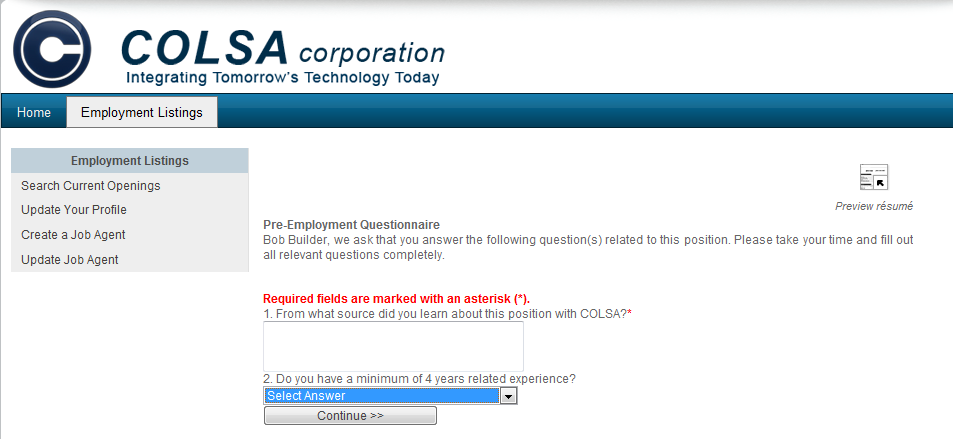 COLSA corporation
Integrating Tomorrow's Technology Today
Home
Employment Listings
Employment Listings
Search Current Openings
Update Your Profile
Create a Job Agent
Update Job Agent
Preview résumé
Pre-Employment Questionnaire
Bob Builder, we ask that you answer the following question(s) related to this position. Please take your time and fill out
all relevant questions completely.
Required fields are marked with an asterisk (*).
1. From what source did you learn about this position with COLSA?*
2. Do you have a minimum of 4 years related experience?
Select Answer
Continue >>